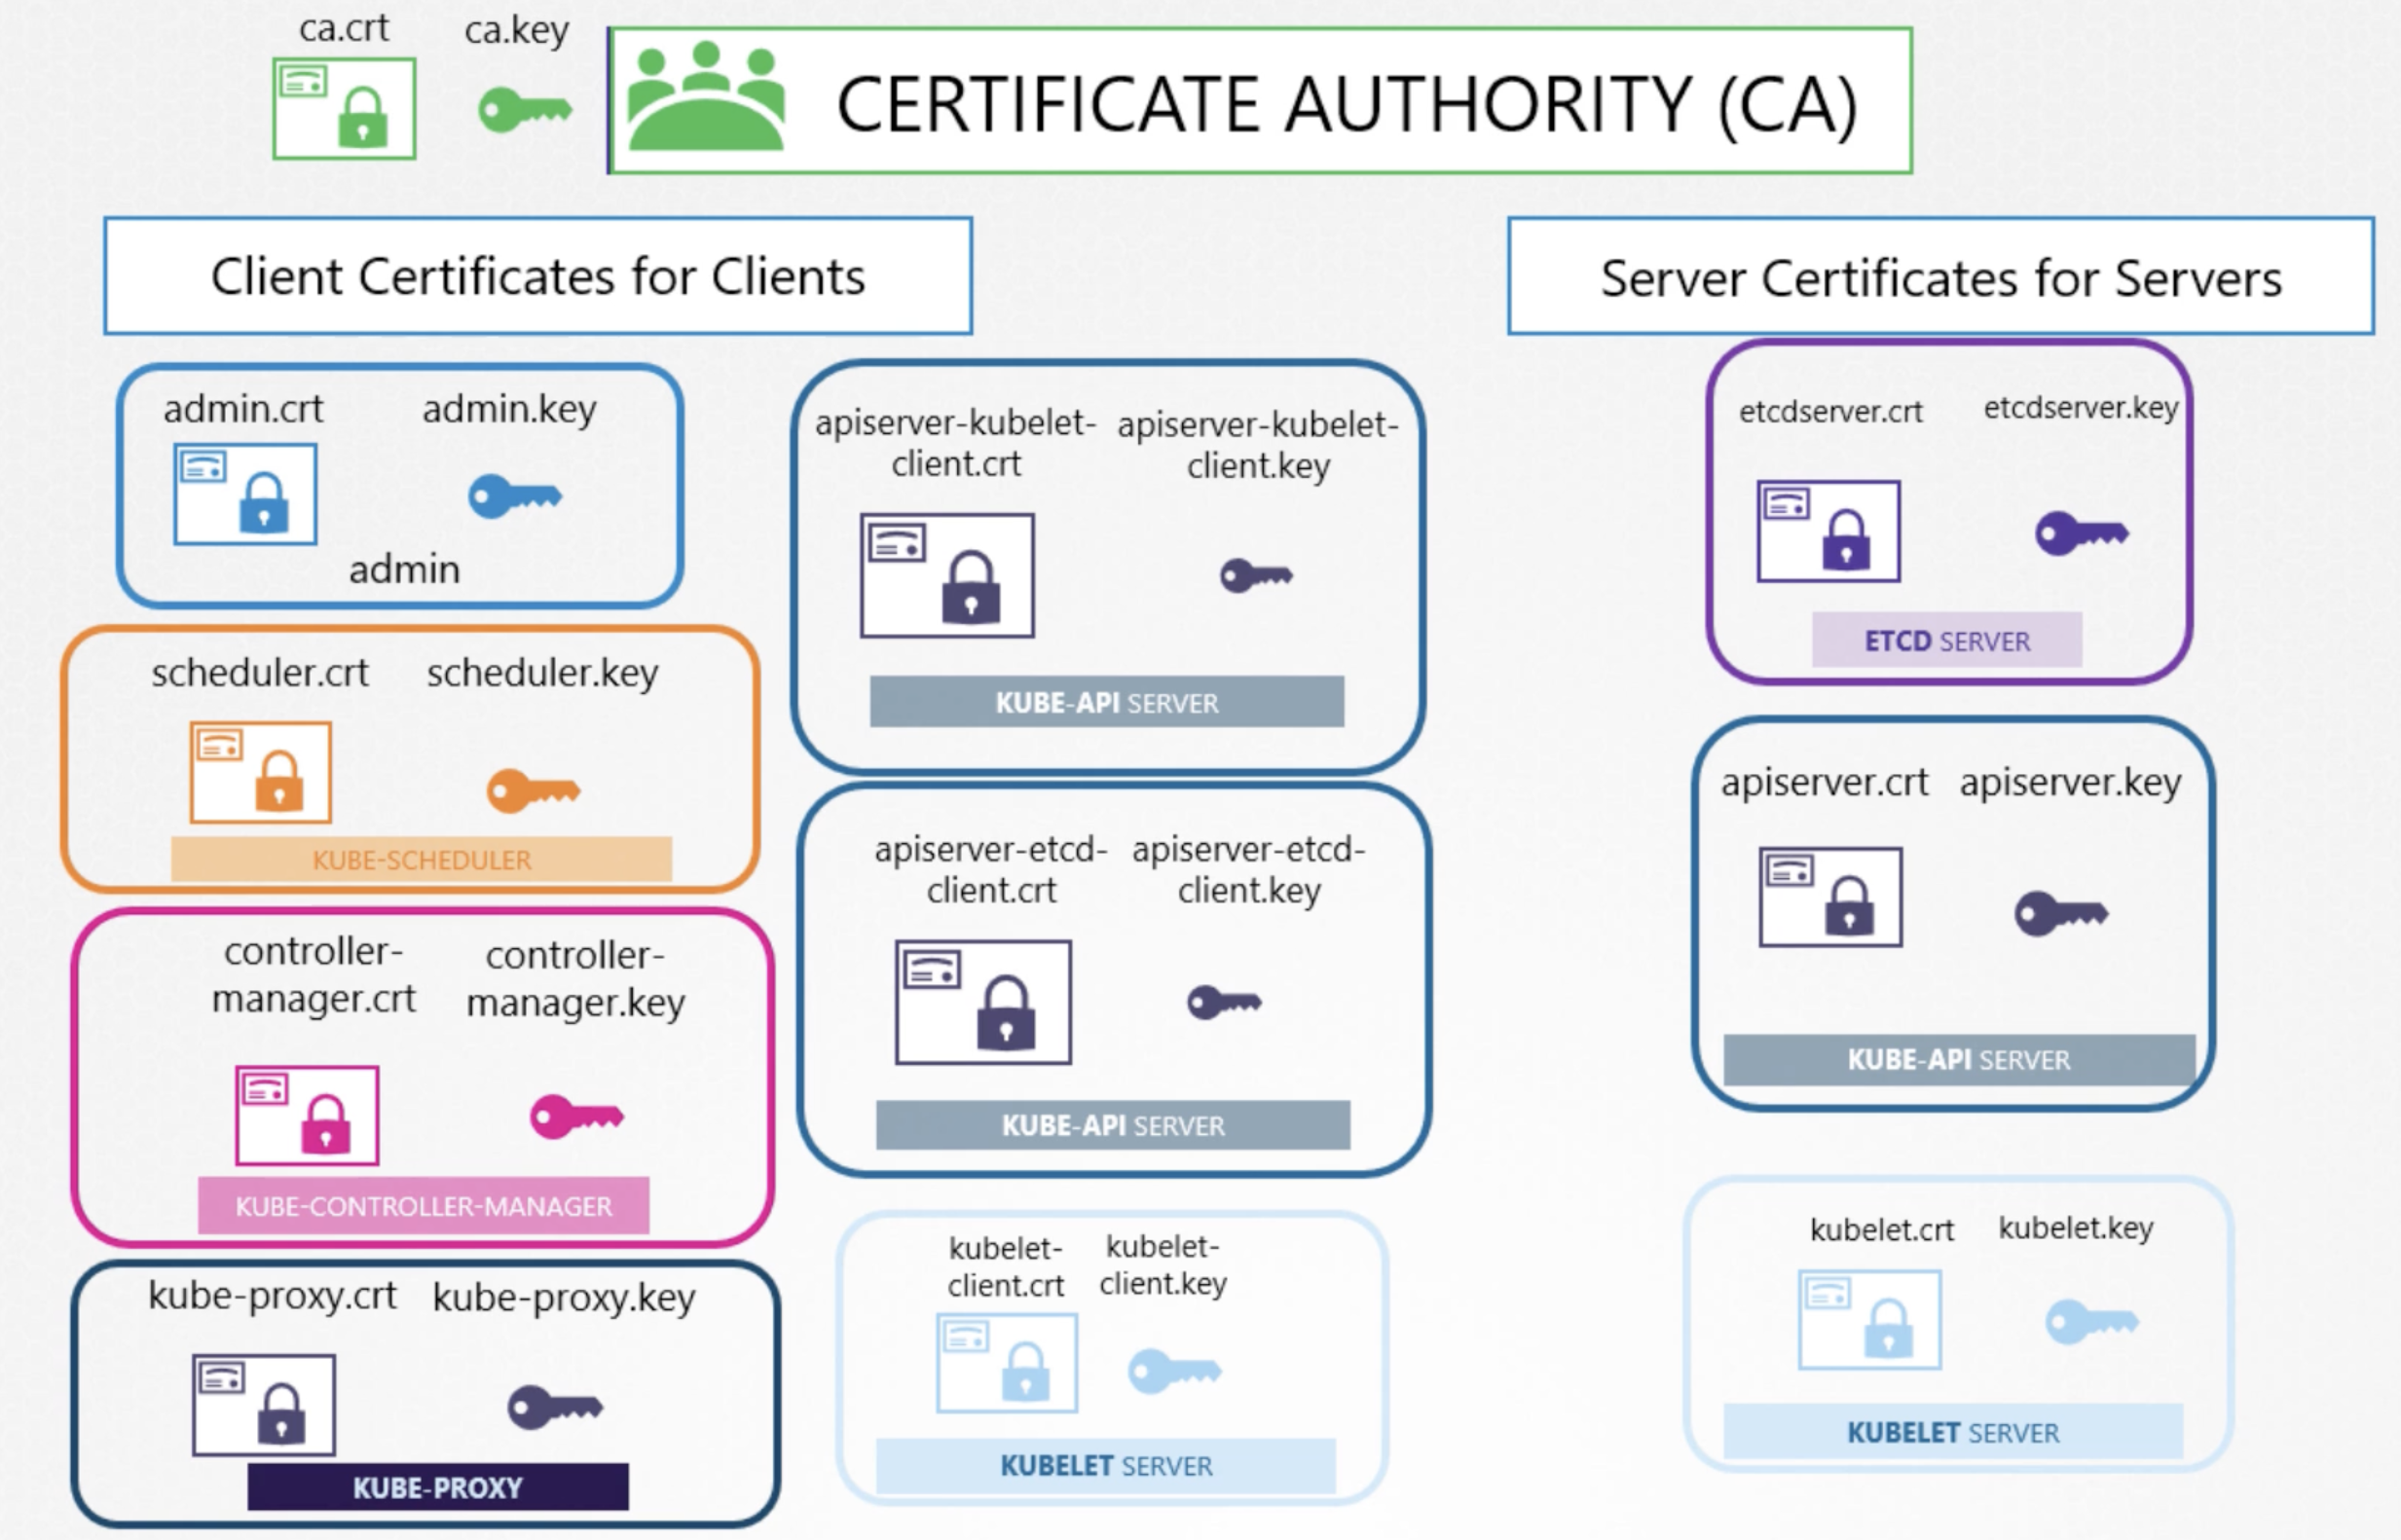 ca.crt
ca.key
CERTIFICATE AUTHORITY (CA)
Client Certificates for Clients
admin.crt
admin.key
admin
scheduler.crt
scheduler.key
KUBE-SCHEDULER
controller-
manager.crt
controller-
manager.key
KUBE-CONTROLLER-MANAGER
kube-proxy.crt
kube-proxy.key
KUBE-PROXY
apiserver-kubelet-
client.crt
apiserver-kubelet-
client.key
KUBE-API SERVER
apiserver-etcd-
client.crt
apiserver-etcd-
client.key
KUBE-API SERVER
kubelet-
client.crt
kubelet-
client.key
KUBELET SERVER
Server Certificates for Servers
etcdserver.crt
etcdserver.key
ETCD SERVER
apiserver.crt
apiserver.key
KUBE-API SERVER
kubelet.crt
kubelet.key
KUBELET SERVER